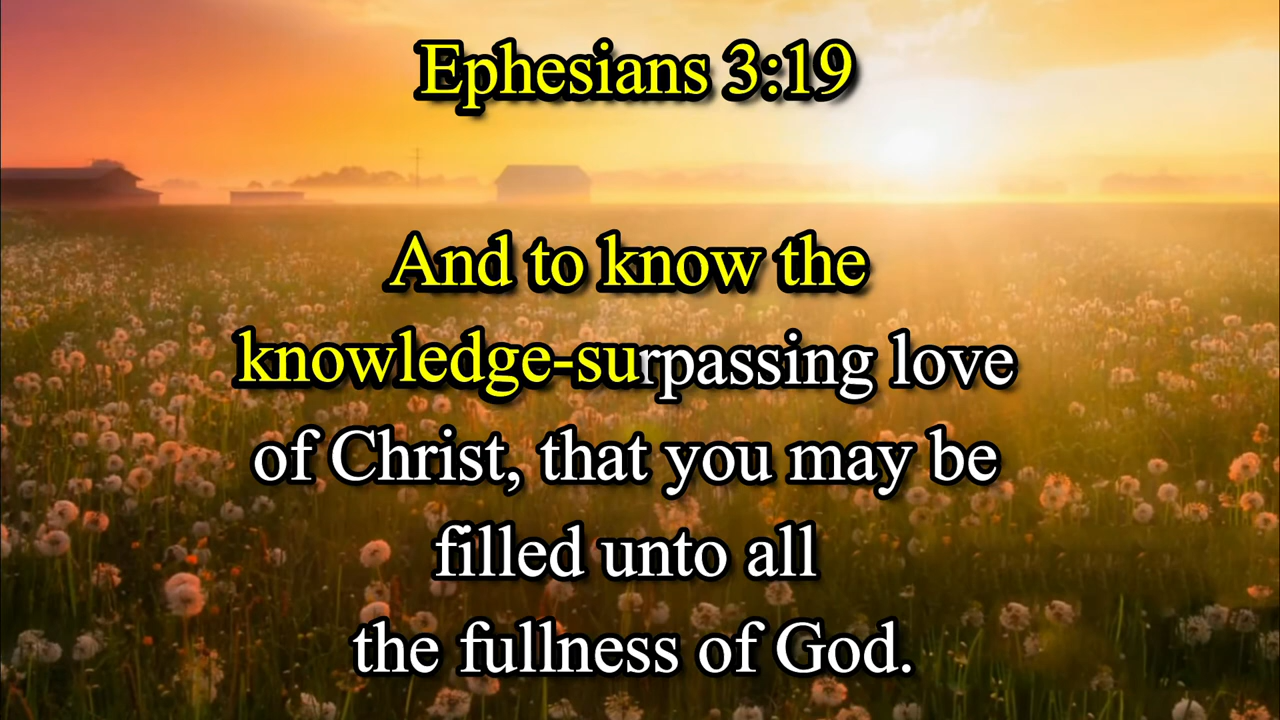 Ephesians 3:19
And to know the
knowledge-surpassing love
of Christ, that you may be
filled unto all
the fullness of God.